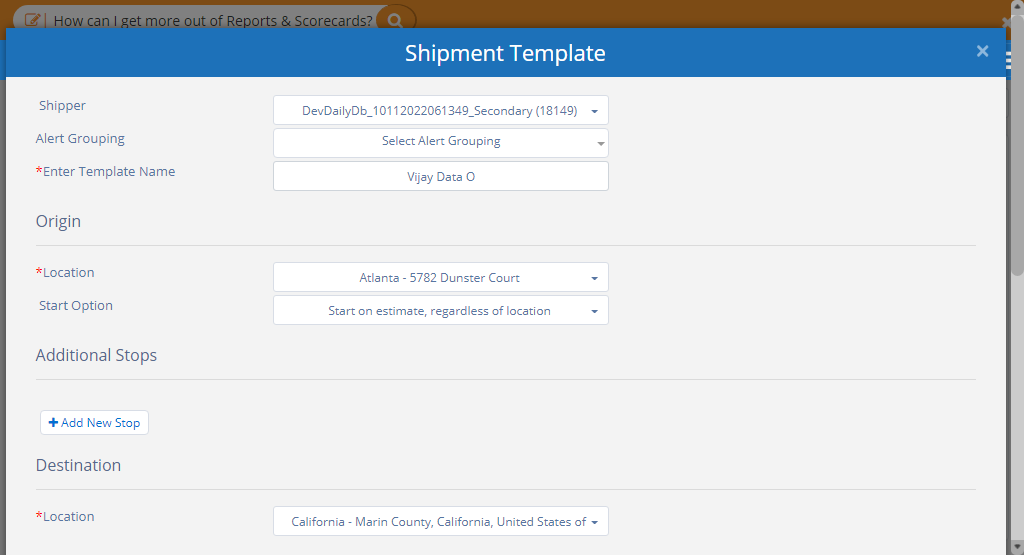 How can I get more out of Reports & Scorecards?
Shipment Template
Shipper
DevDailyDb_10112022061349_Secondary (18149)
Alert Grouping
Select Alert Grouping
*Enter Template Name
Vijay Data O
Origin
*Location
Atlanta - 5782 Dunster Court
Start Option
Start on estimate, regardless of location
Additional Stops
Add New Stop
Destination
*Location
California - Marin County, California, United States of